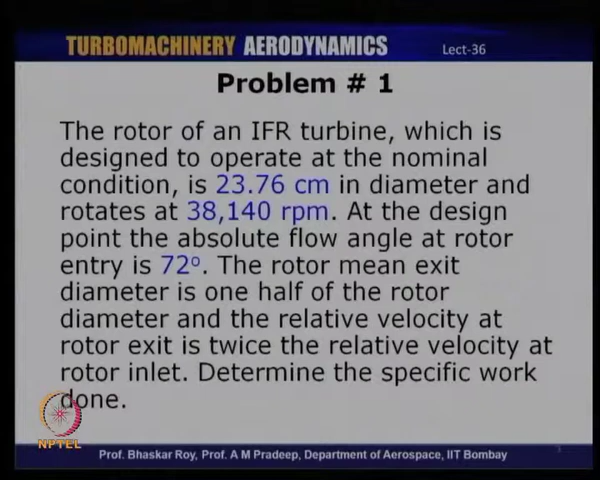 TURBOMACHINERY AERODYNAMICS
Lect-36
Problem # 1
The rotor of an IFR turbine, which is
designed to operate at the nominal
condition, is 23.76 cm in diameter and
rotates at 38,140 rpm. At the design
point the absolute flow angle at rotor
entry is 72º. The rotor mean exit
diameter is one half of the rotor
diameter and the relative velocity at
rotor exit is twice the relative velocity at
rotor inlet. Determine the specific work
done.
NPTEL
Prof. Bhaskar Roy, Prof. A M Pradeep, Department of Aerospace, IIT Bombay